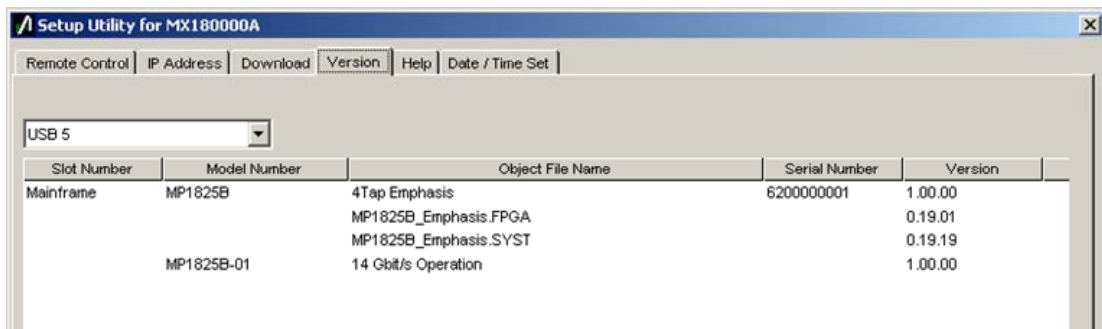 Setup Utility for MX180000A
Remote Control IP Address Download Version Help Date / Time Set
USB 5
Slot Number Model Number Object File Name Serial Number Version
Mainframe MP1825B 4Tap Emphasis 6200000001 1.00.00
MP1825B_Emphasis.FPGA 0.19.01
MP1825B_Emphasis.SYST 0.19.19
MP1825B-01 14 Gbit/s Operation 1.00.00